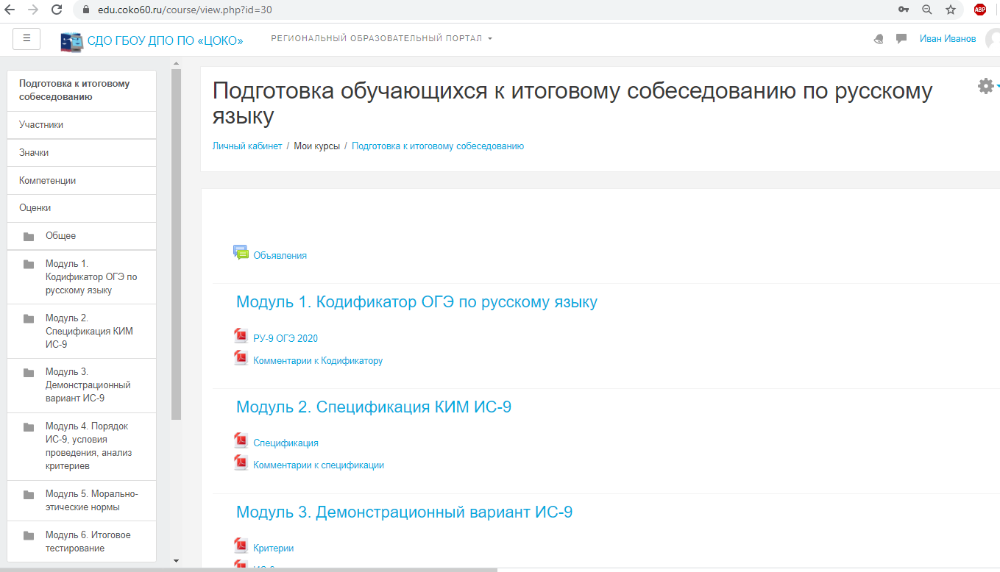 edu.coko60.ru/course/view.php?id=30
ABP
СДО ГБОУ ДПО ПО «ЦОКО»
РЕГИОНАЛЬНЫЙ ОБРАЗОВАТЕЛЬНЫЙ ПОРТАЛ
Иван Иванов
Подготовка к итоговому
собеседованию
Участники
Значки
Компетенции
Оценки
Общее
Модуль 1.
Кодификатор ОГЭ по
русскому языку
Модуль 2.
Спецификация КИМ
ИС-9
Модуль 3.
Демонстрационный
вариант ИС-9
Модуль 4. Порядок
ИС-9, условия
проведения, анализ
критериев
Модуль 5. Морально-
этические нормы
Модуль 6. Итоговое
тестирование
Подготовка обучающихся к итоговому собеседованию по русскому
языку
Личный кабинет / Мои курсы / Подготовка к итоговому собеседованию
Объявления
Модуль 1. Кодификатор ОГЭ по русскому языку
РУ-9 ОГЭ 2020
Комментарии к Кодификатору
Модуль 2. Спецификация КИМ ИС-9
Спецификация
Комментарии к спецификации
Модуль 3. Демонстрационный вариант ИС-9
Критерии